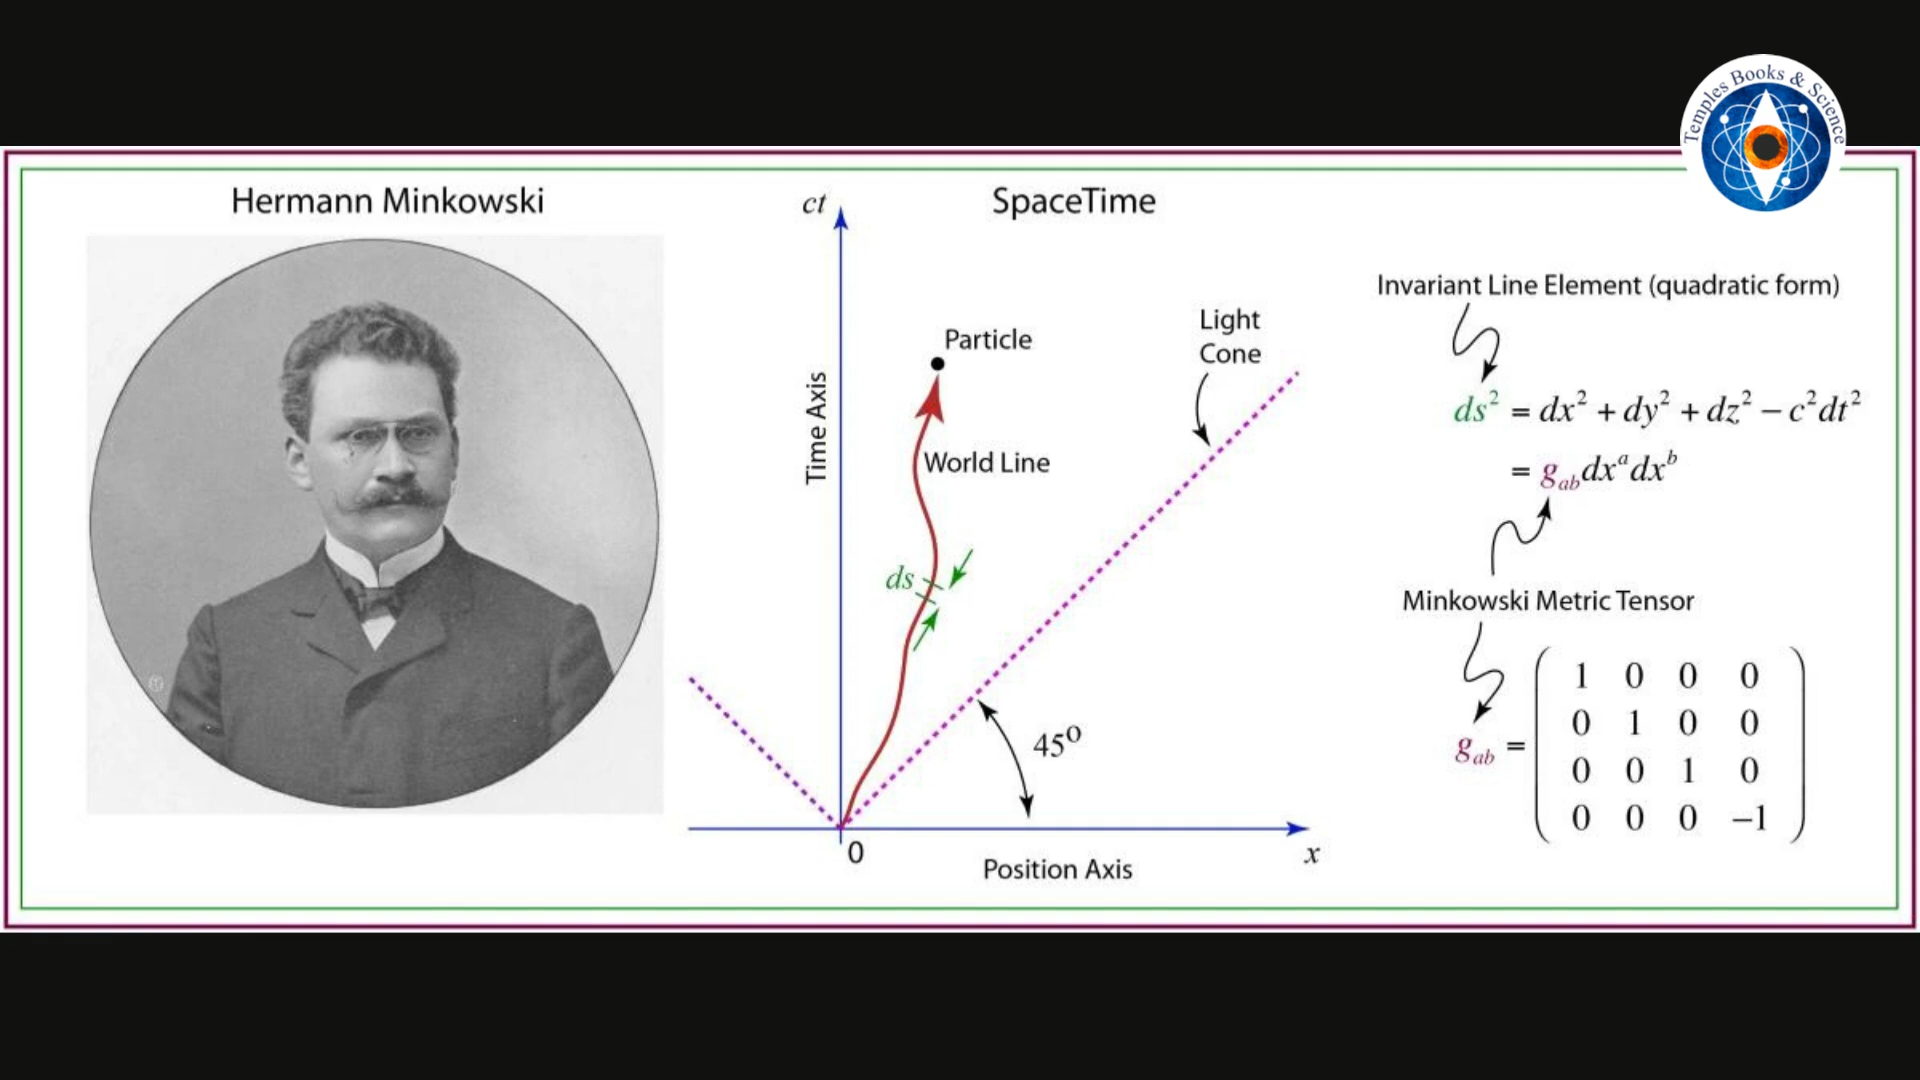 Temples Books & Science
Hermann Minkowski
SpaceTime
ct
Time Axis
Particle
World Line
ds
Light
Cone
45º
0
x
Position Axis
Invariant Line Element (quadratic form)
ds² = dx² + dy² + dz² − c²dt²
= g_ab dx^a dx^b
Minkowski Metric Tensor
g_ab =
1 0 0 0
0 1 0 0
0 0 1 0
0 0 0 −1